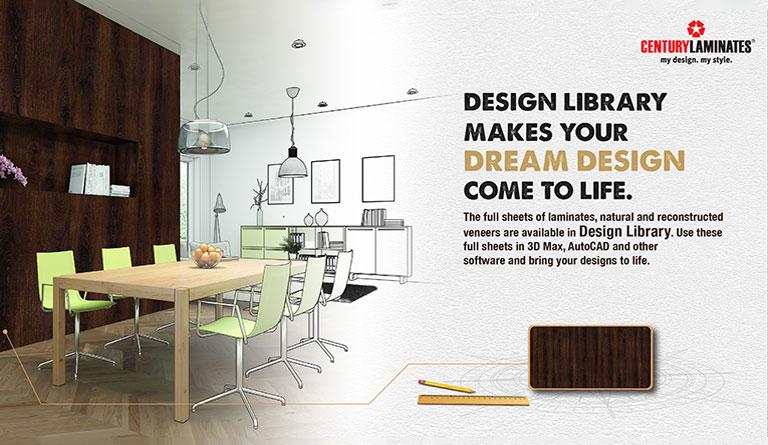 CENTURYLAMINATES®
my design. my style.
DESIGN LIBRARY
MAKES YOUR
DREAM DESIGN
COME TO LIFE.
The full sheets of laminates, natural and reconstructed
veneers are available in Design Library. Use these
full sheets in 3D Max, AutoCAD and other
software and bring your designs to life.